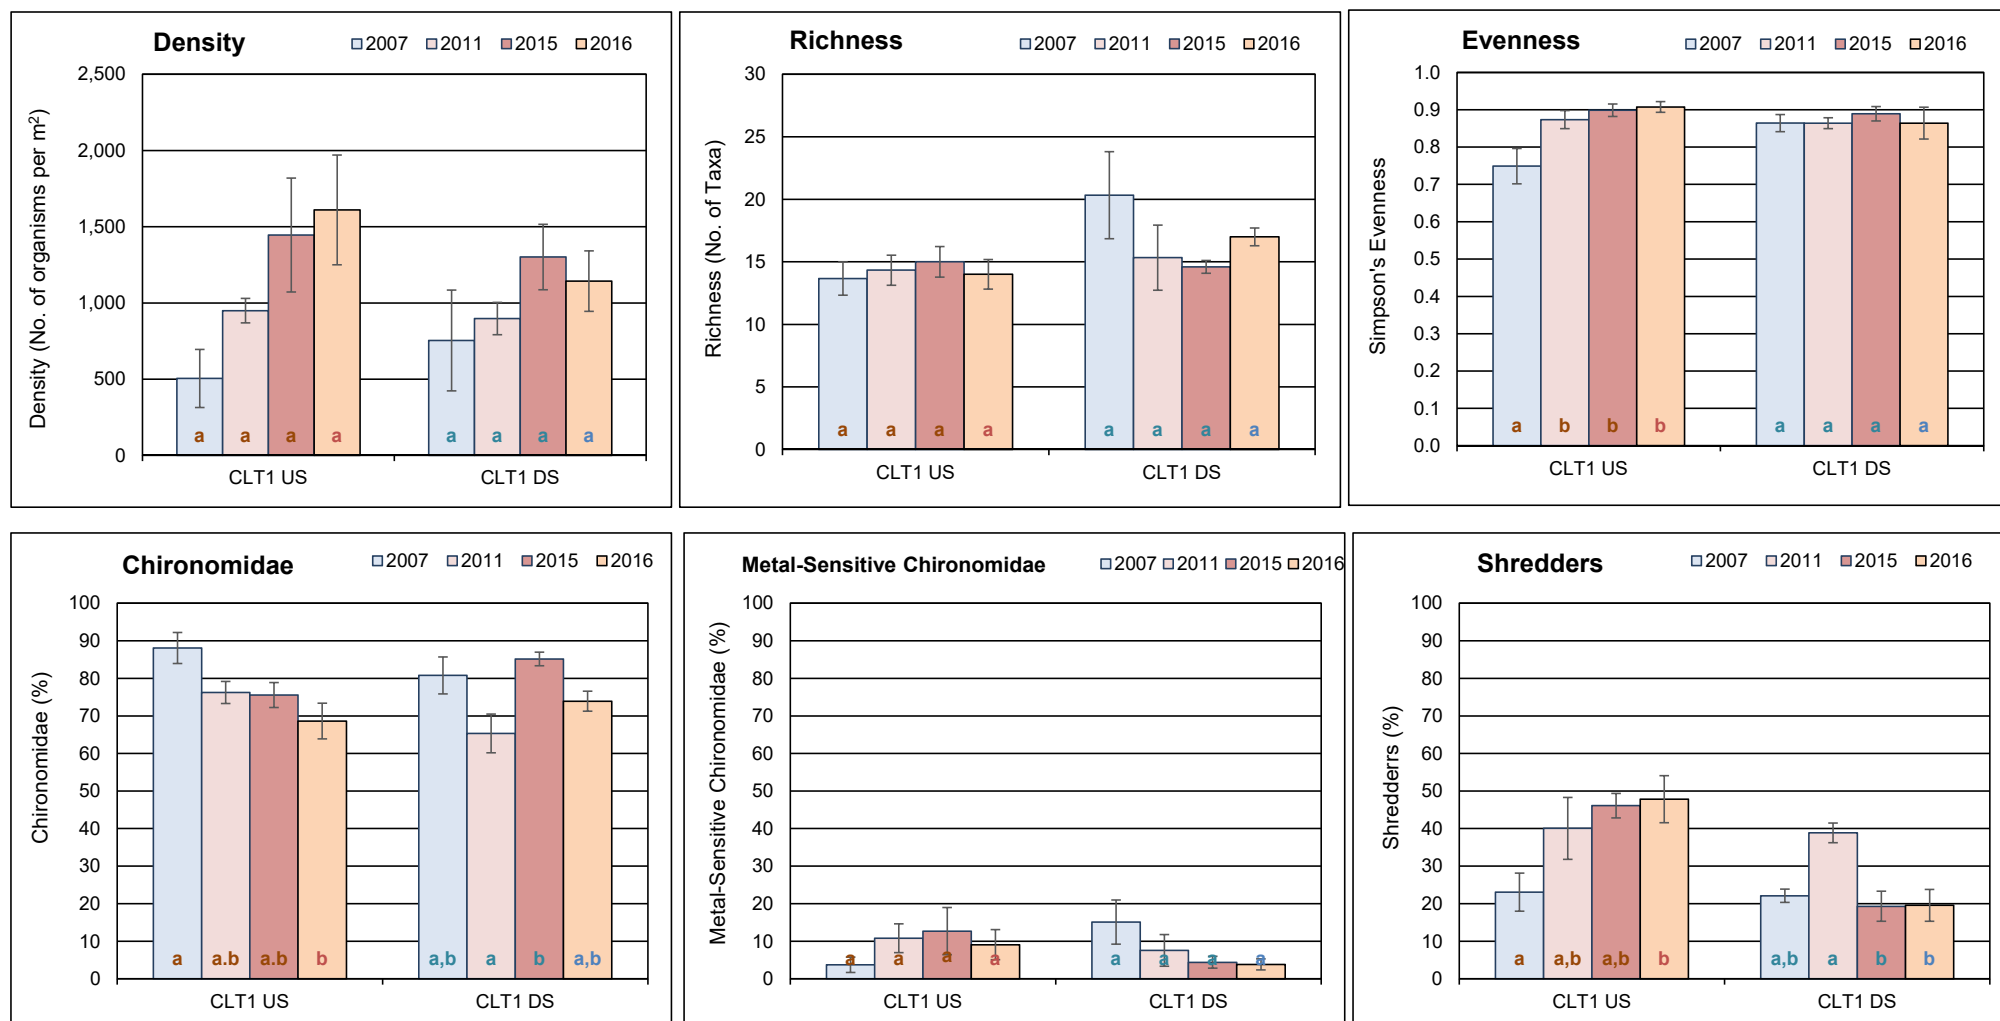 Density
2007 2011 2015 2016
Density (No. of organisms per m²)
2,500
2,000
1,500
1,000
500
0
a a a a a a a a
CLT1 US CLT1 DS
Richness
2007 2011 2015 2016
Richness (No. of Taxa)
30
25
20
15
10
5
0
a a a a a a a a
CLT1 US CLT1 DS
Evenness
2007 2011 2015 2016
Simpson's Evenness
1.0
0.9
0.8
0.7
0.6
0.5
0.4
0.3
0.2
0.1
0.0
a b b b a a a a
CLT1 US CLT1 DS
Chironomidae
2007 2011 2015 2016
Chironomidae (%)
100
90
80
70
60
50
40
30
20
10
0
a a.b a.b b a,b a b a,b
CLT1 US CLT1 DS
Metal-Sensitive Chironomidae
2007 2011 2015 2016
Metal-Sensitive Chironomidae (%)
100
90
80
70
60
50
40
30
20
10
0
a a a a a a a a
CLT1 US CLT1 DS
Shredders
2007 2011 2015 2016
Shredderrs (%)
100
90
80
70
60
50
40
30
20
10
0
a a,b a,b b a,b a b b
CLT1 US CLT1 DS